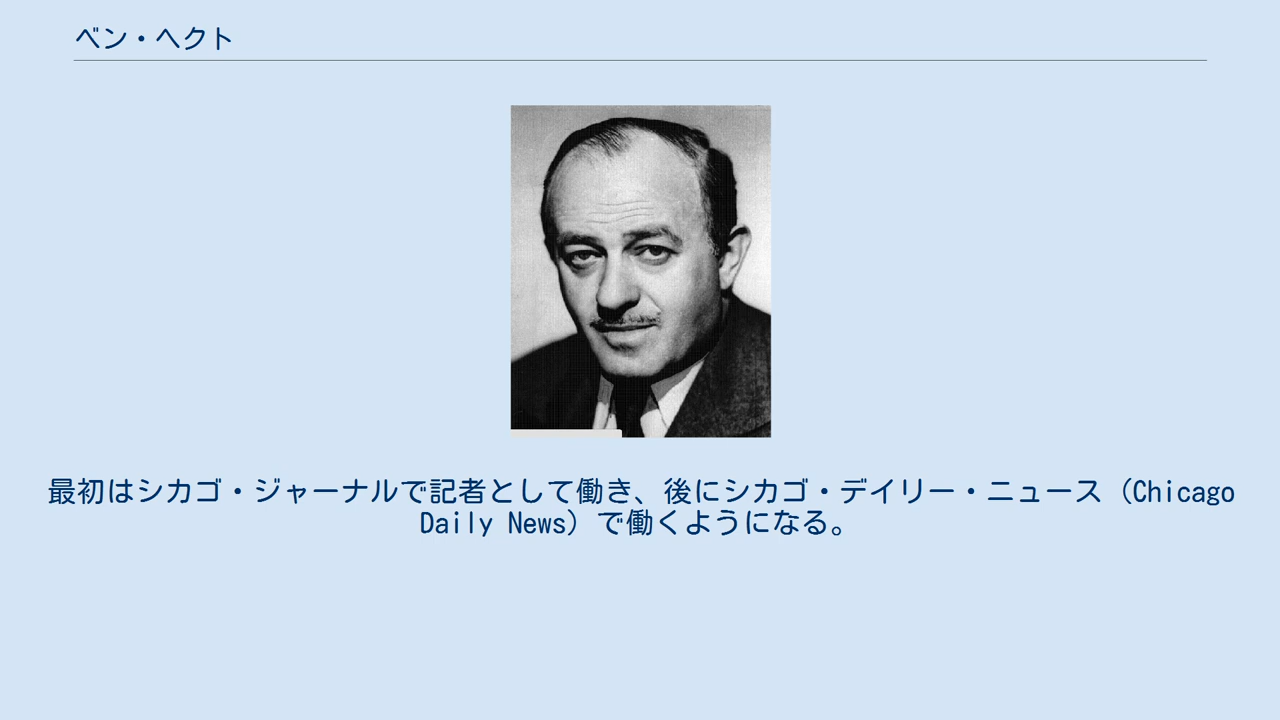 ベン・ヘクト
最初はシカゴ・ジャーナルで記者として働き、後にシカゴ・デイリー・ニュース（Chicago
Daily News）で働くようになる。